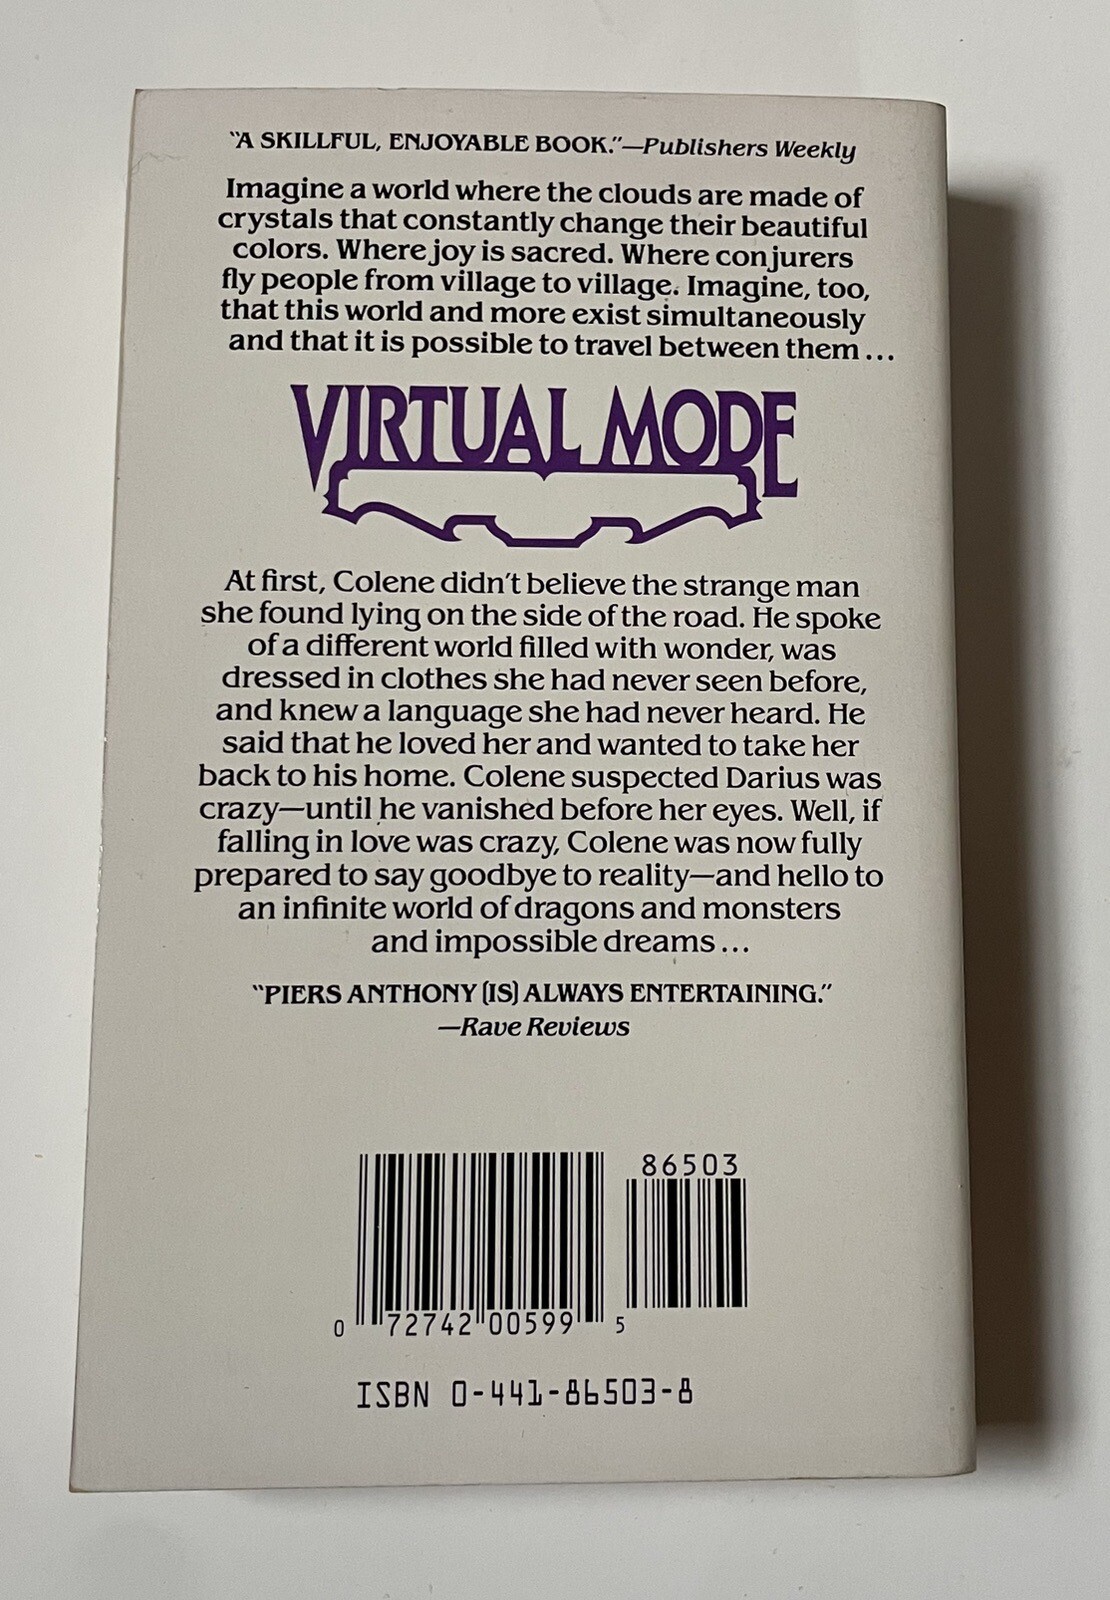 “A SKILLFUL, ENJOYABLE BOOK.”—Publishers Weekly
Imagine a world where the clouds are made of
crystals that constantly change their beautiful
colors. Where joy is sacred. Where conjurers
fly people from village to village. Imagine, too,
that this world and more exist simultaneously
and that it is possible to travel between them...
VIRTUAL MODE
At first, Colene didn't believe the strange man
she found lying on the side of the road. He spoke
of a different world filled with wonder, was
dressed in clothes she had never seen before,
and knew a language she had never heard. He
said that he loved her and wanted to take her
back to his home. Colene suspected Darius was
crazy—until he vanished before her eyes. Well, if
falling in love was crazy, Colene was now fully
prepared to say goodbye to reality—and hello to
an infinite world of dragons and monsters
and impossible dreams...
“PIERS ANTHONY [IS] ALWAYS ENTERTAINING.”
—Rave Reviews
86503
0 72742 00599 5
ISBN 0-441-86503-8